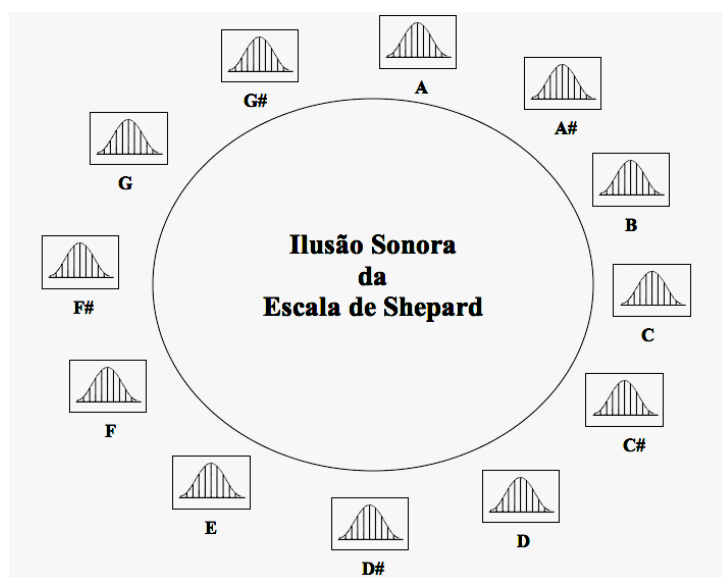 A
G#
A#
G
B
Ilusão Sonora
da
Escala de Shepard
F#
C
F
C#
E
D
D#